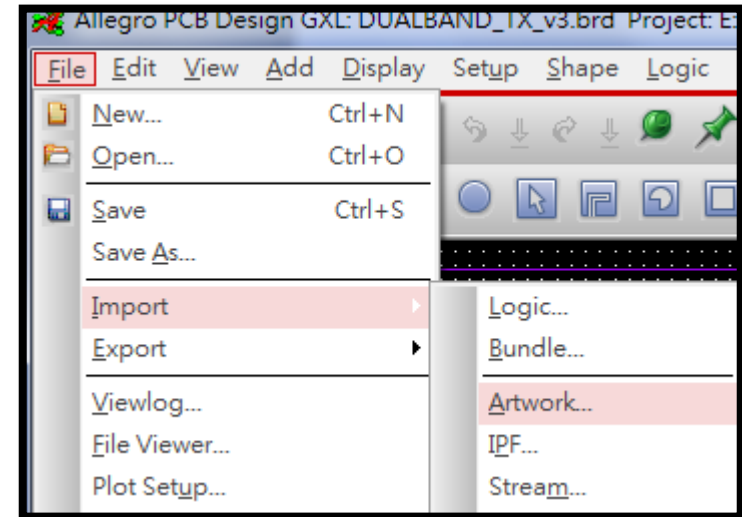 Allegro PCB Design GXL: DUALBAND_TX_v3.brd Project: E:
File Edit View Add Display Setup Shape Logic
New... Ctrl+N
Open... Ctrl+O
Save Ctrl+S
Save As...
Import
Export
Viewlog...
File Viewer...
Plot Setup...
Logic...
Bundle...
Artwork...
IPF...
Stream...